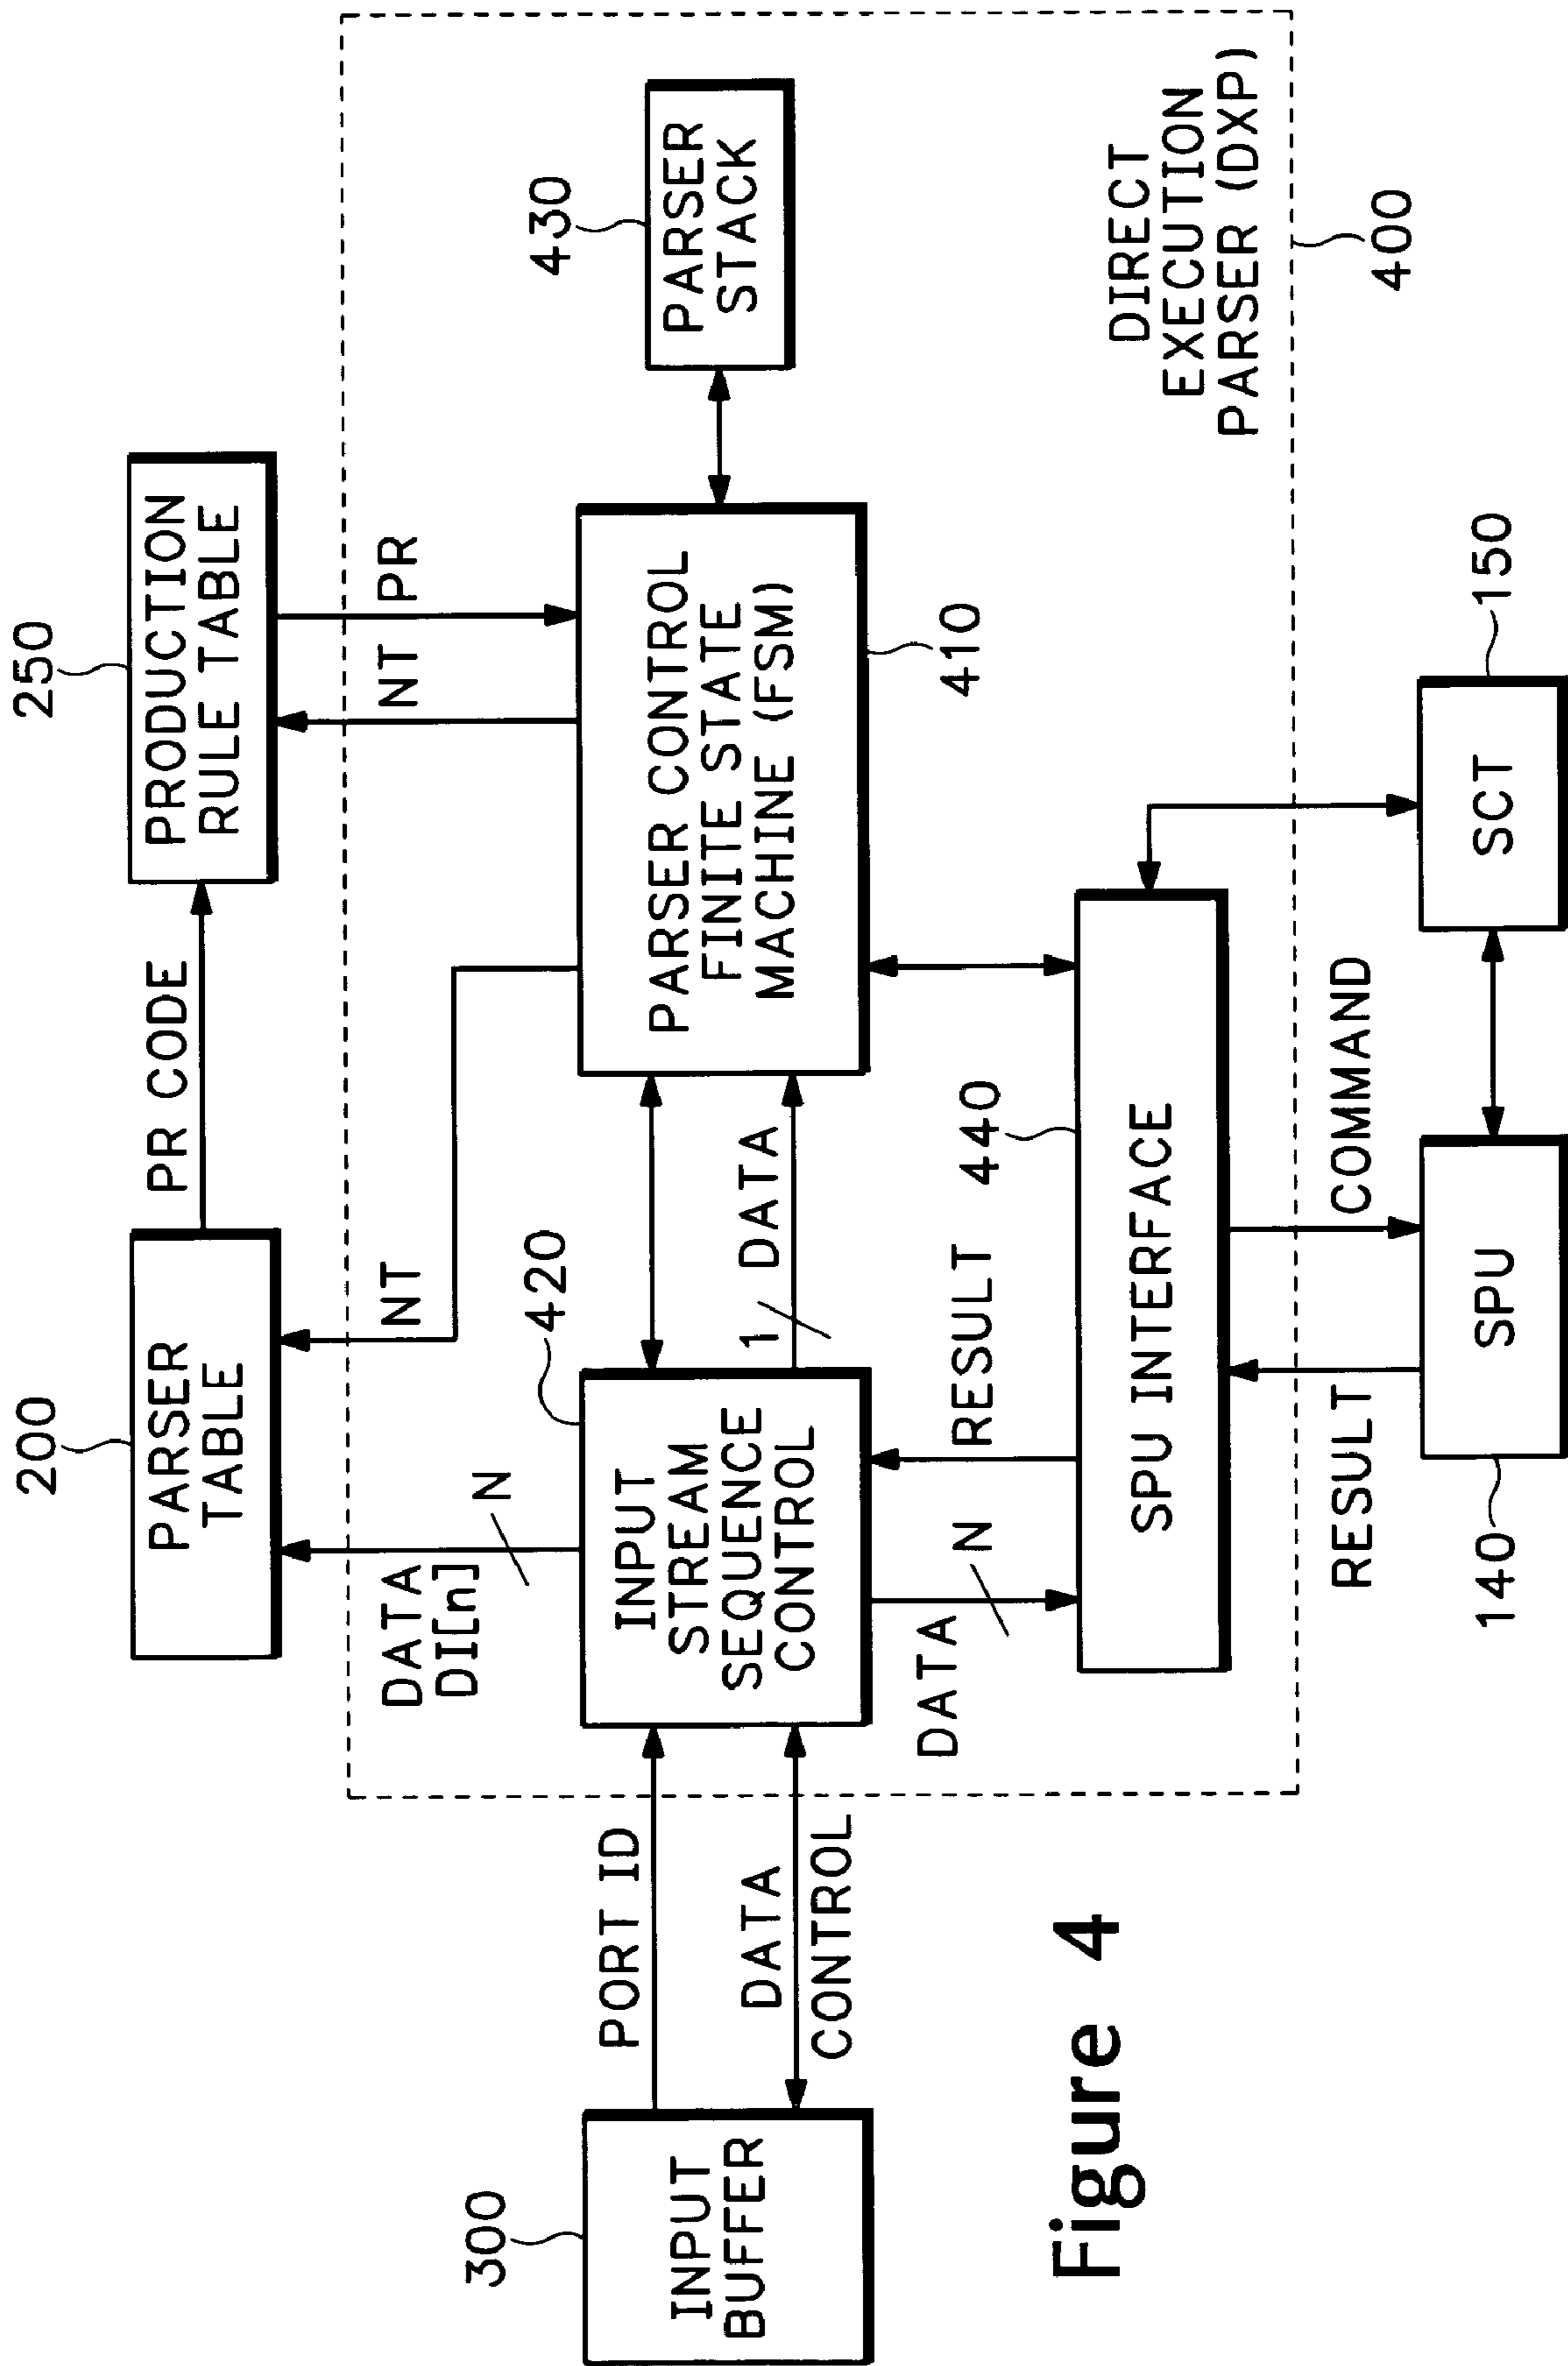 200
250
PARSER
TABLE
PR CODE
PRODUCTION
RULE TABLE
DATA
DI[n]
N
NT
NT
PR
300
INPUT
BUFFER
PORT ID
DATA
CONTROL
420
INPUT
STREAM
SEQUENCE
CONTROL
1
DATA
PARSER CONTROL
FINITE STATE
MACHINE (FSM)
410
430
PARSER
STACK
DATA
N
RESULT
440
SPU INTERFACE
DIRECT
EXECUTION
PARSER (DXP)
400
RESULT
COMMAND
140
SPU
SCT
150
Figure 4